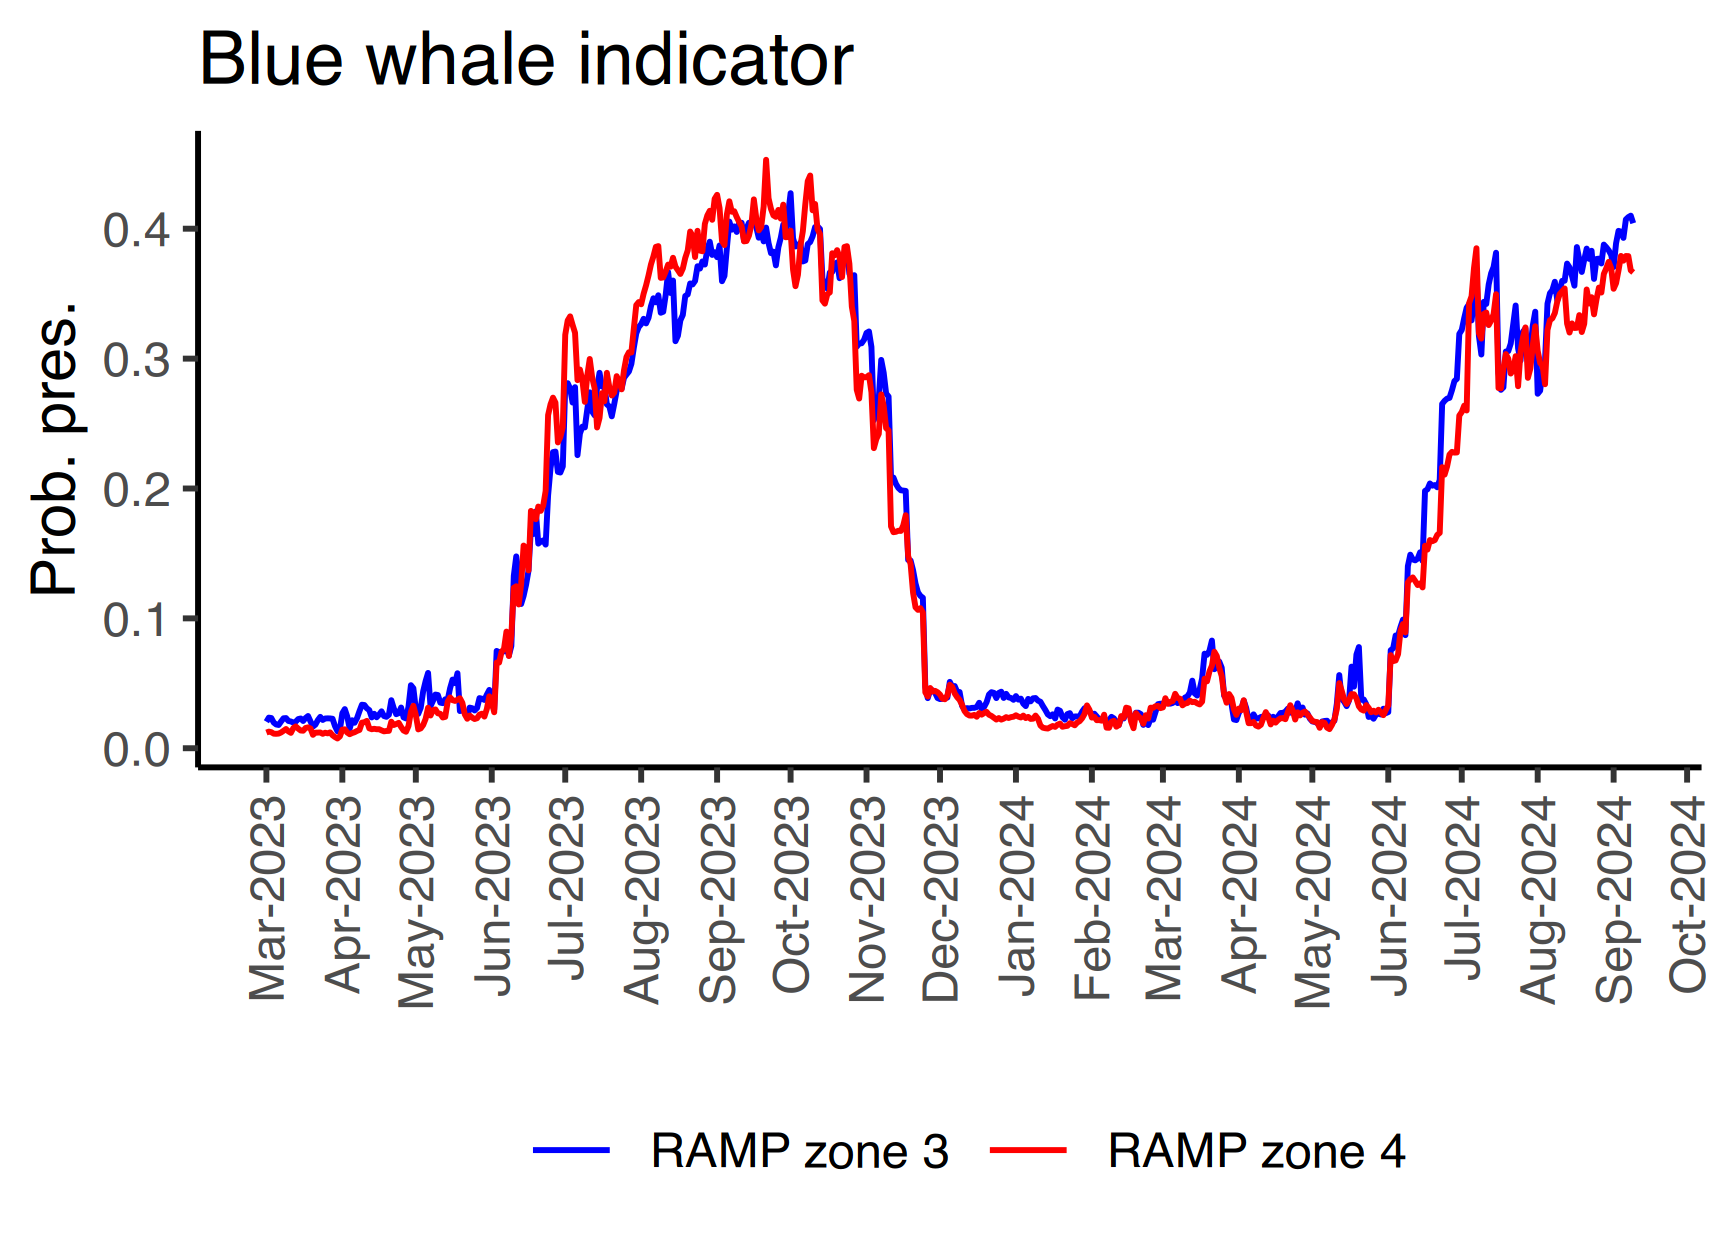 Blue whale indicator
Prob. pres.
0.4
0.3
0.2
0.1
0.0
Mar-2023
Apr-2023
May-2023
Jun-2023
Jul-2023
Aug-2023
Sep-2023
Oct-2023
Nov-2023
Dec-2023
Jan-2024
Feb-2024
Mar-2024
Apr-2024
May-2024
Jun-2024
Jul-2024
Aug-2024
Sep-2024
Oct-2024
RAMP zone 3
RAMP zone 4